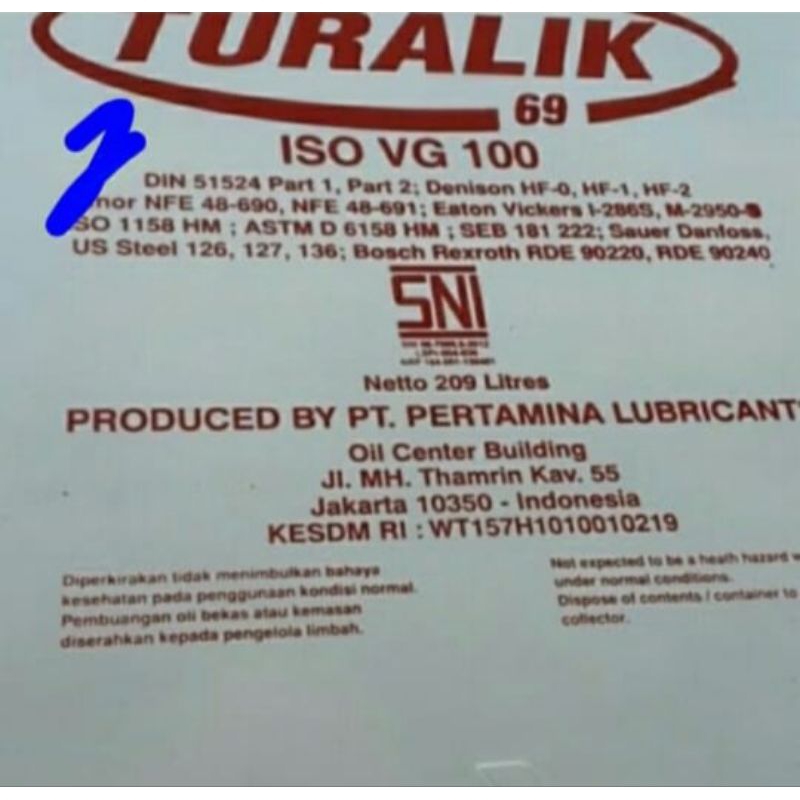 TURALIK
69
ISO VG 100
DIN 51524 Part 1, Part 2; Denison HF-0, HF-1, HF-2
nor NFE 48-690, NFE 48-691; Eaton Vickers I-286S, M-2950-S
SO 1158 HM ; ASTM D 6158 HM ; SEB 181 222; Sauer Danfoss,
US Steel 126, 127, 136; Bosch Rexroth RDE 90220, RDE 90240
SNI
Netto 209 Litres
PRODUCED BY PT. PERTAMINA LUBRICANTS
Oil Center Building
Jl. MH. Thamrin Kav. 55
Jakarta 10350 - Indonesia
KESDM RI : WT157H1010010219
Diperkirakan tidak menimbulkan bahaya
kesehatan pada penggunaan kondisi normal.
Pembuangan oli bekas atau kemasan
diserahkan kepada pengelola limbah.
Not expected to be a heath hazard w
under normal conditions.
Dispose of contents / container to
collector.